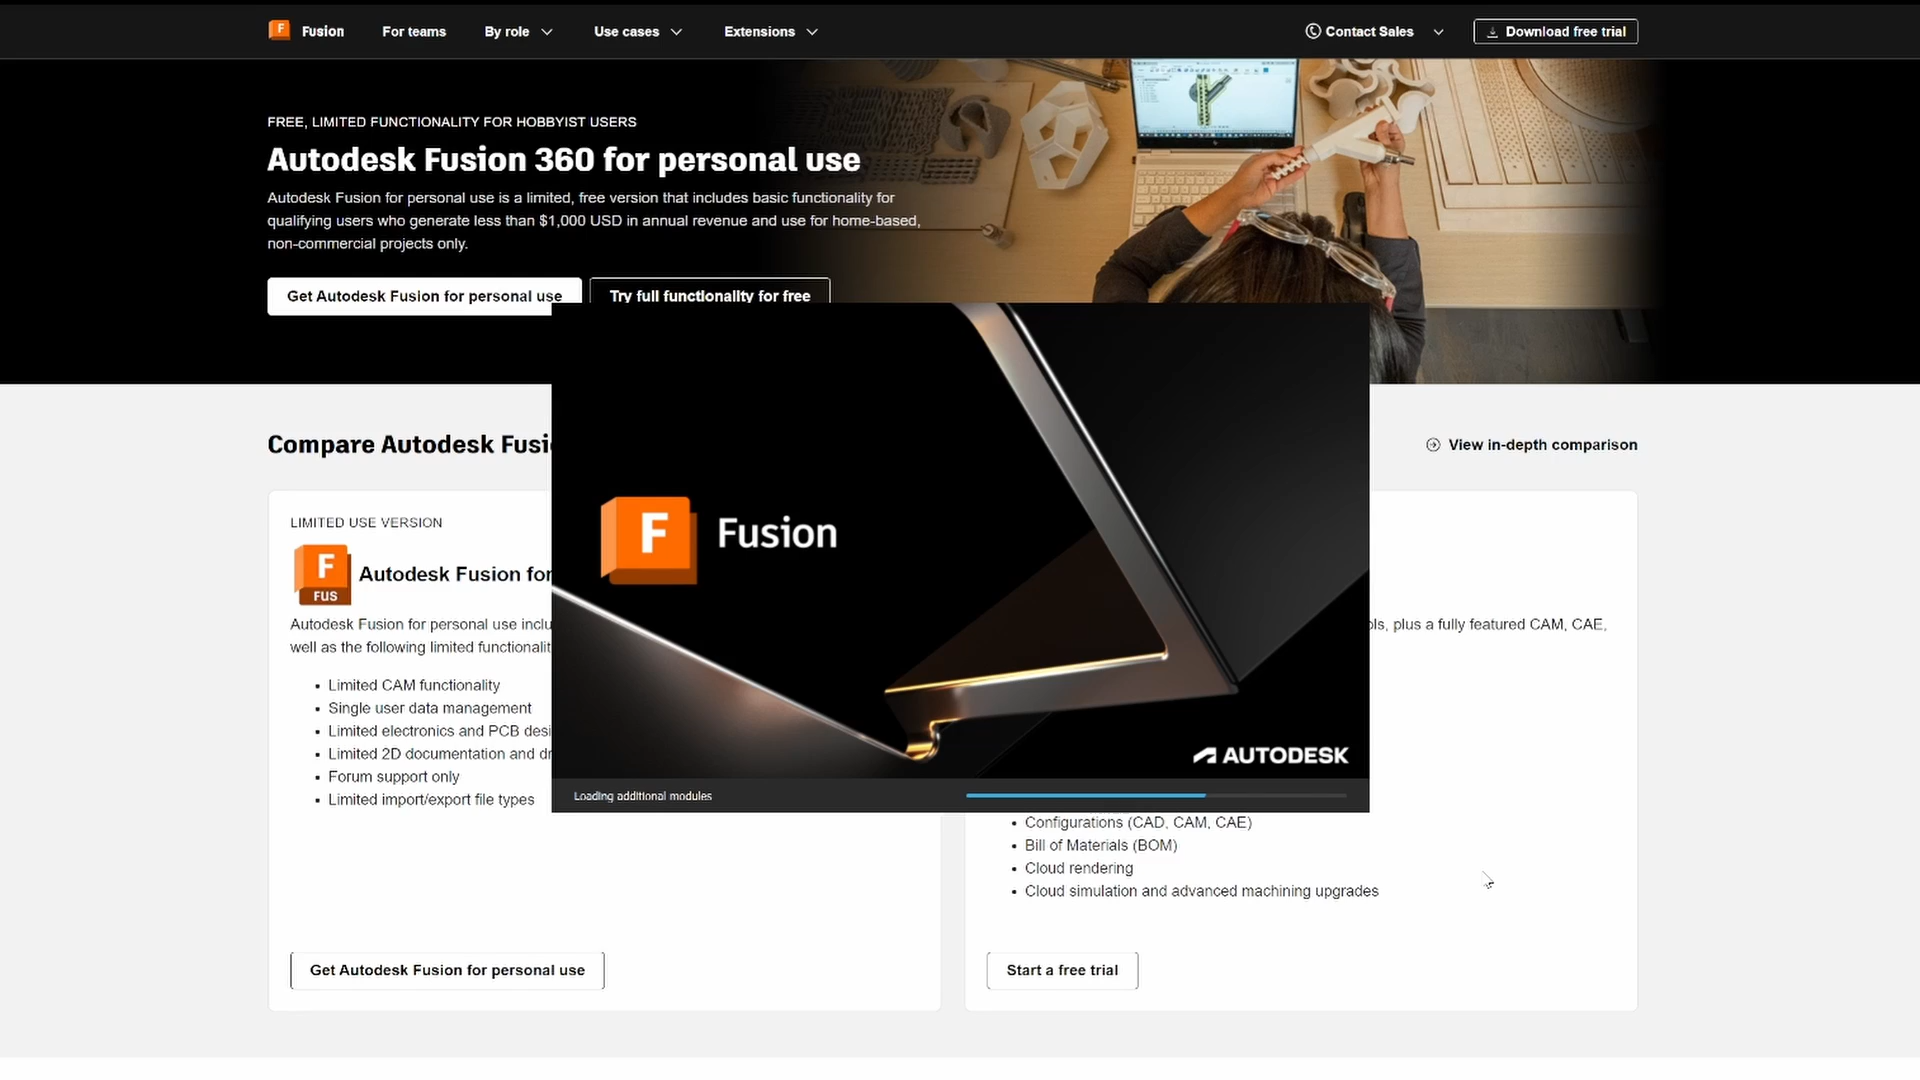 Fusion
For teams
By role
Use cases
Extensions
Contact Sales
Download free trial
FREE, LIMITED FUNCTIONALITY FOR HOBBYIST USERS
Autodesk Fusion 360 for personal use
Autodesk Fusion for personal use is a limited, free version that includes basic functionality for
qualifying users who generate less than $1,000 USD in annual revenue and use for home-based,
non-commercial projects only.
Get Autodesk Fusion for personal use
Try full functionality for free
Compare Autodesk
View in-depth comparison
LIMITED USE VERSION
F
FUS
Autodesk Fusion for
Autodesk Fusion for personal use
well as the following limited
Limited CAM functionality
Single user data management
Limited electronics and PCB
Limited 2D documentation and
Forum support only
Limited import/export file types
Get Autodesk Fusion for personal use
F
Fusion
AUTODESK
Loading additional modules
plus a fully featured CAM, CAE,
Configurations (CAD, CAM, CAE)
Bill of Materials (BOM)
Cloud rendering
Cloud simulation and advanced machining upgrades
Start a free trial